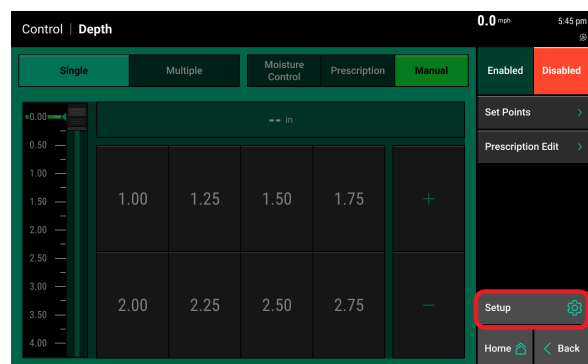 Control | Depth
0.0 mph
5:45 pm
Single
Multiple
Moisture
Control
Prescription
Manual
Enabled
Disabled
0.00
0.50
1.00
1.50
2.00
2.50
3.00
3.50
4.00
-- in
1.00 1.25 1.50 1.75 +
2.00 2.25 2.50 2.75 −
Set Points >
Prescription Edit >
Setup
Home
< Back